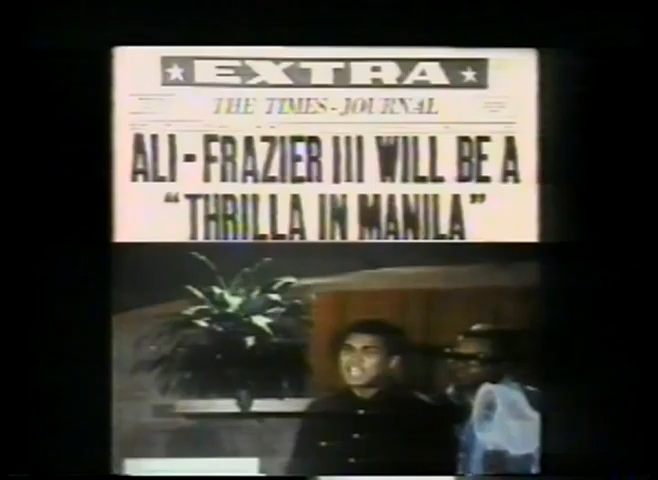 EXTRA
THE TIMES-JOURNAL
ALI-FRAZIER III WILL BE A
“THRILLA IN MANILA”